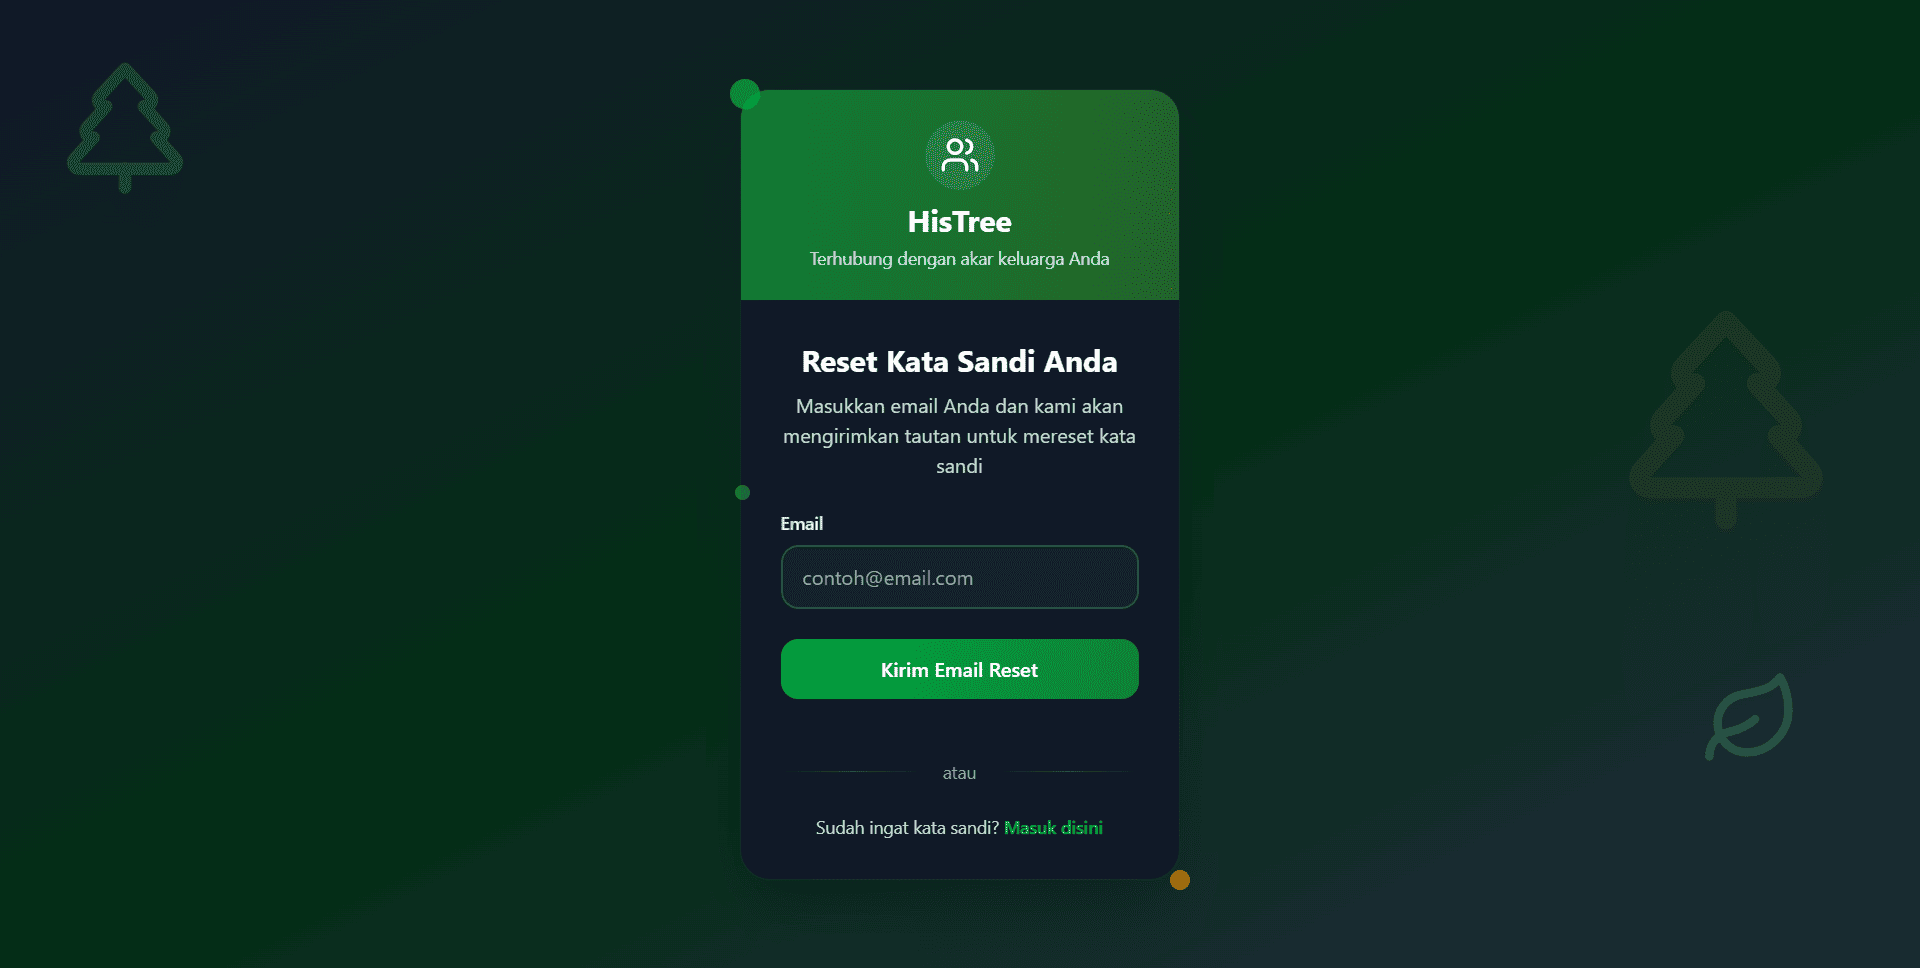 HisTree
Terhubung dengan akar keluarga Anda
Reset Kata Sandi Anda
Masukkan email Anda dan kami akan
mengirimkan tautan untuk mereset kata
sandi
Email
contoh@email.com
Kirim Email Reset
atau
Sudah ingat kata sandi? Masuk disini